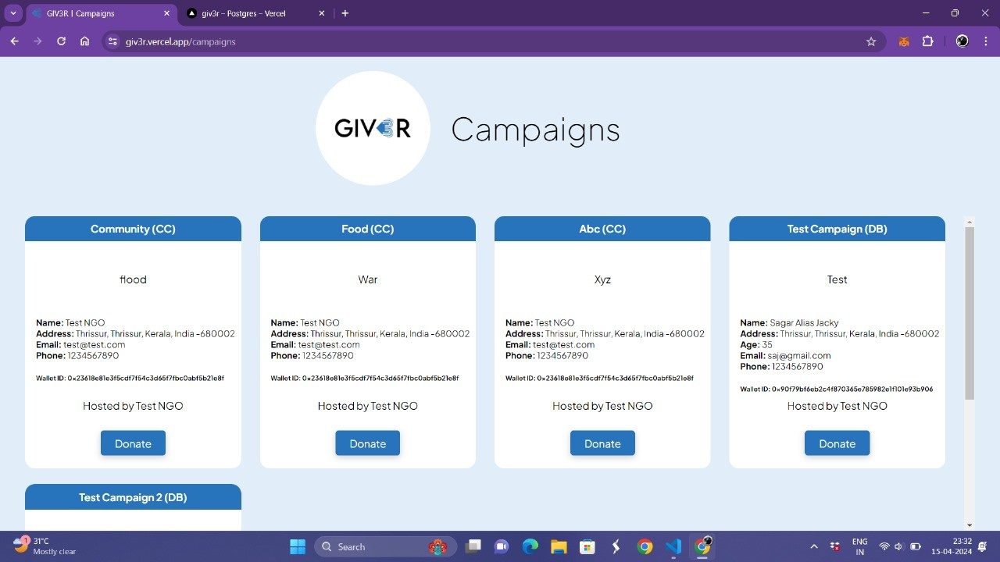 GIV3R | Campaigns
giv3r – Postgres – Vercel
giv3r.vercel.app/campaigns
GIV3R
Campaigns
Community (CC)
flood
Name: Test NGO
Address: Thrissur, Thrissur, Kerala, India -680002
Email: test@test.com
Phone: 1234567890
Wallet ID: 0x23618e81e3f5cdf7f54c3d65f7fbc0abf5b21e8f
Hosted by Test NGO
Donate
Food (CC)
War
Name: Test NGO
Address: Thrissur, Thrissur, Kerala, India -680002
Email: test@test.com
Phone: 1234567890
Wallet ID: 0x23618e81e3f5cdf7f54c3d65f7fbc0abf5b21e8f
Hosted by Test NGO
Donate
Abc (CC)
Xyz
Name: Test NGO
Address: Thrissur, Thrissur, Kerala, India -680002
Email: test@test.com
Phone: 1234567890
Wallet ID: 0x23618e81e3f5cdf7f54c3d65f7fbc0abf5b21e8f
Hosted by Test NGO
Donate
Test Campaign (DB)
Test
Name: Sagar Alias Jacky
Address: Thrissur, Thrissur, Kerala, India -680002
Age: 35
Email: saj@gmail.com
Phone: 1234567890
Wallet ID: 0x90f79bf6eb2c4f870365e785982e1f101e93b906
Hosted by Test NGO
Donate
Test Campaign 2 (DB)
1
31°C
Mostly clear
Search
ENG
IN
23:32
15-04-2024